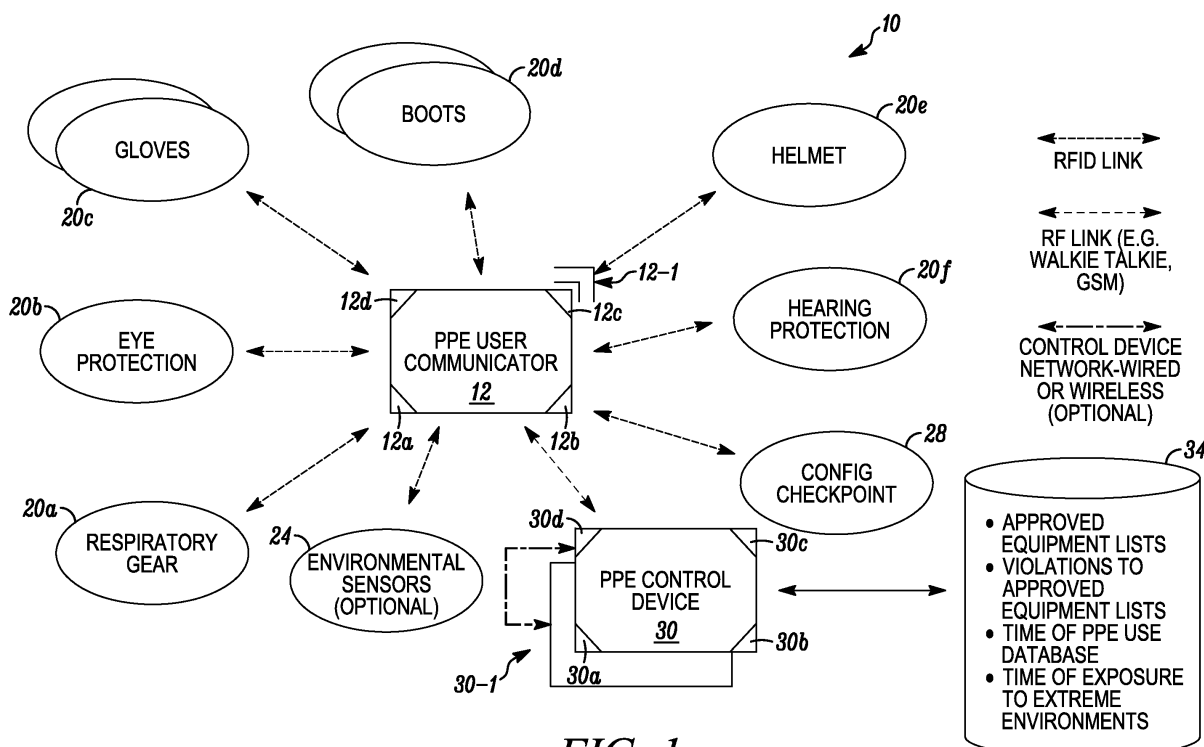 10
20d
BOOTS
20e
HELMET
GLOVES
20c
RFID LINK
RF LINK (E.G.
WALKIE TALKIE,
GSM)
12-1
12d
12c
PPE USER
COMMUNICATOR
12
12a
12b
20f
HEARING
PROTECTION
20b
EYE
PROTECTION
CONTROL DEVICE
NETWORK-WIRED
OR WIRELESS
(OPTIONAL)
28
CONFIG
CHECKPOINT
34
20a
RESPIRATORY
GEAR
24
ENVIRONMENTAL
SENSORS
(OPTIONAL)
30d
30c
PPE CONTROL
DEVICE
30
30a
30b
30-1
• APPROVED
EQUIPMENT LISTS
• VIOLATIONS TO
APPROVED
EQUIPMENT LISTS
• TIME OF PPE USE
DATABASE
• TIME OF EXPOSURE
TO EXTREME
ENVIRONMENTS
FIG. 1